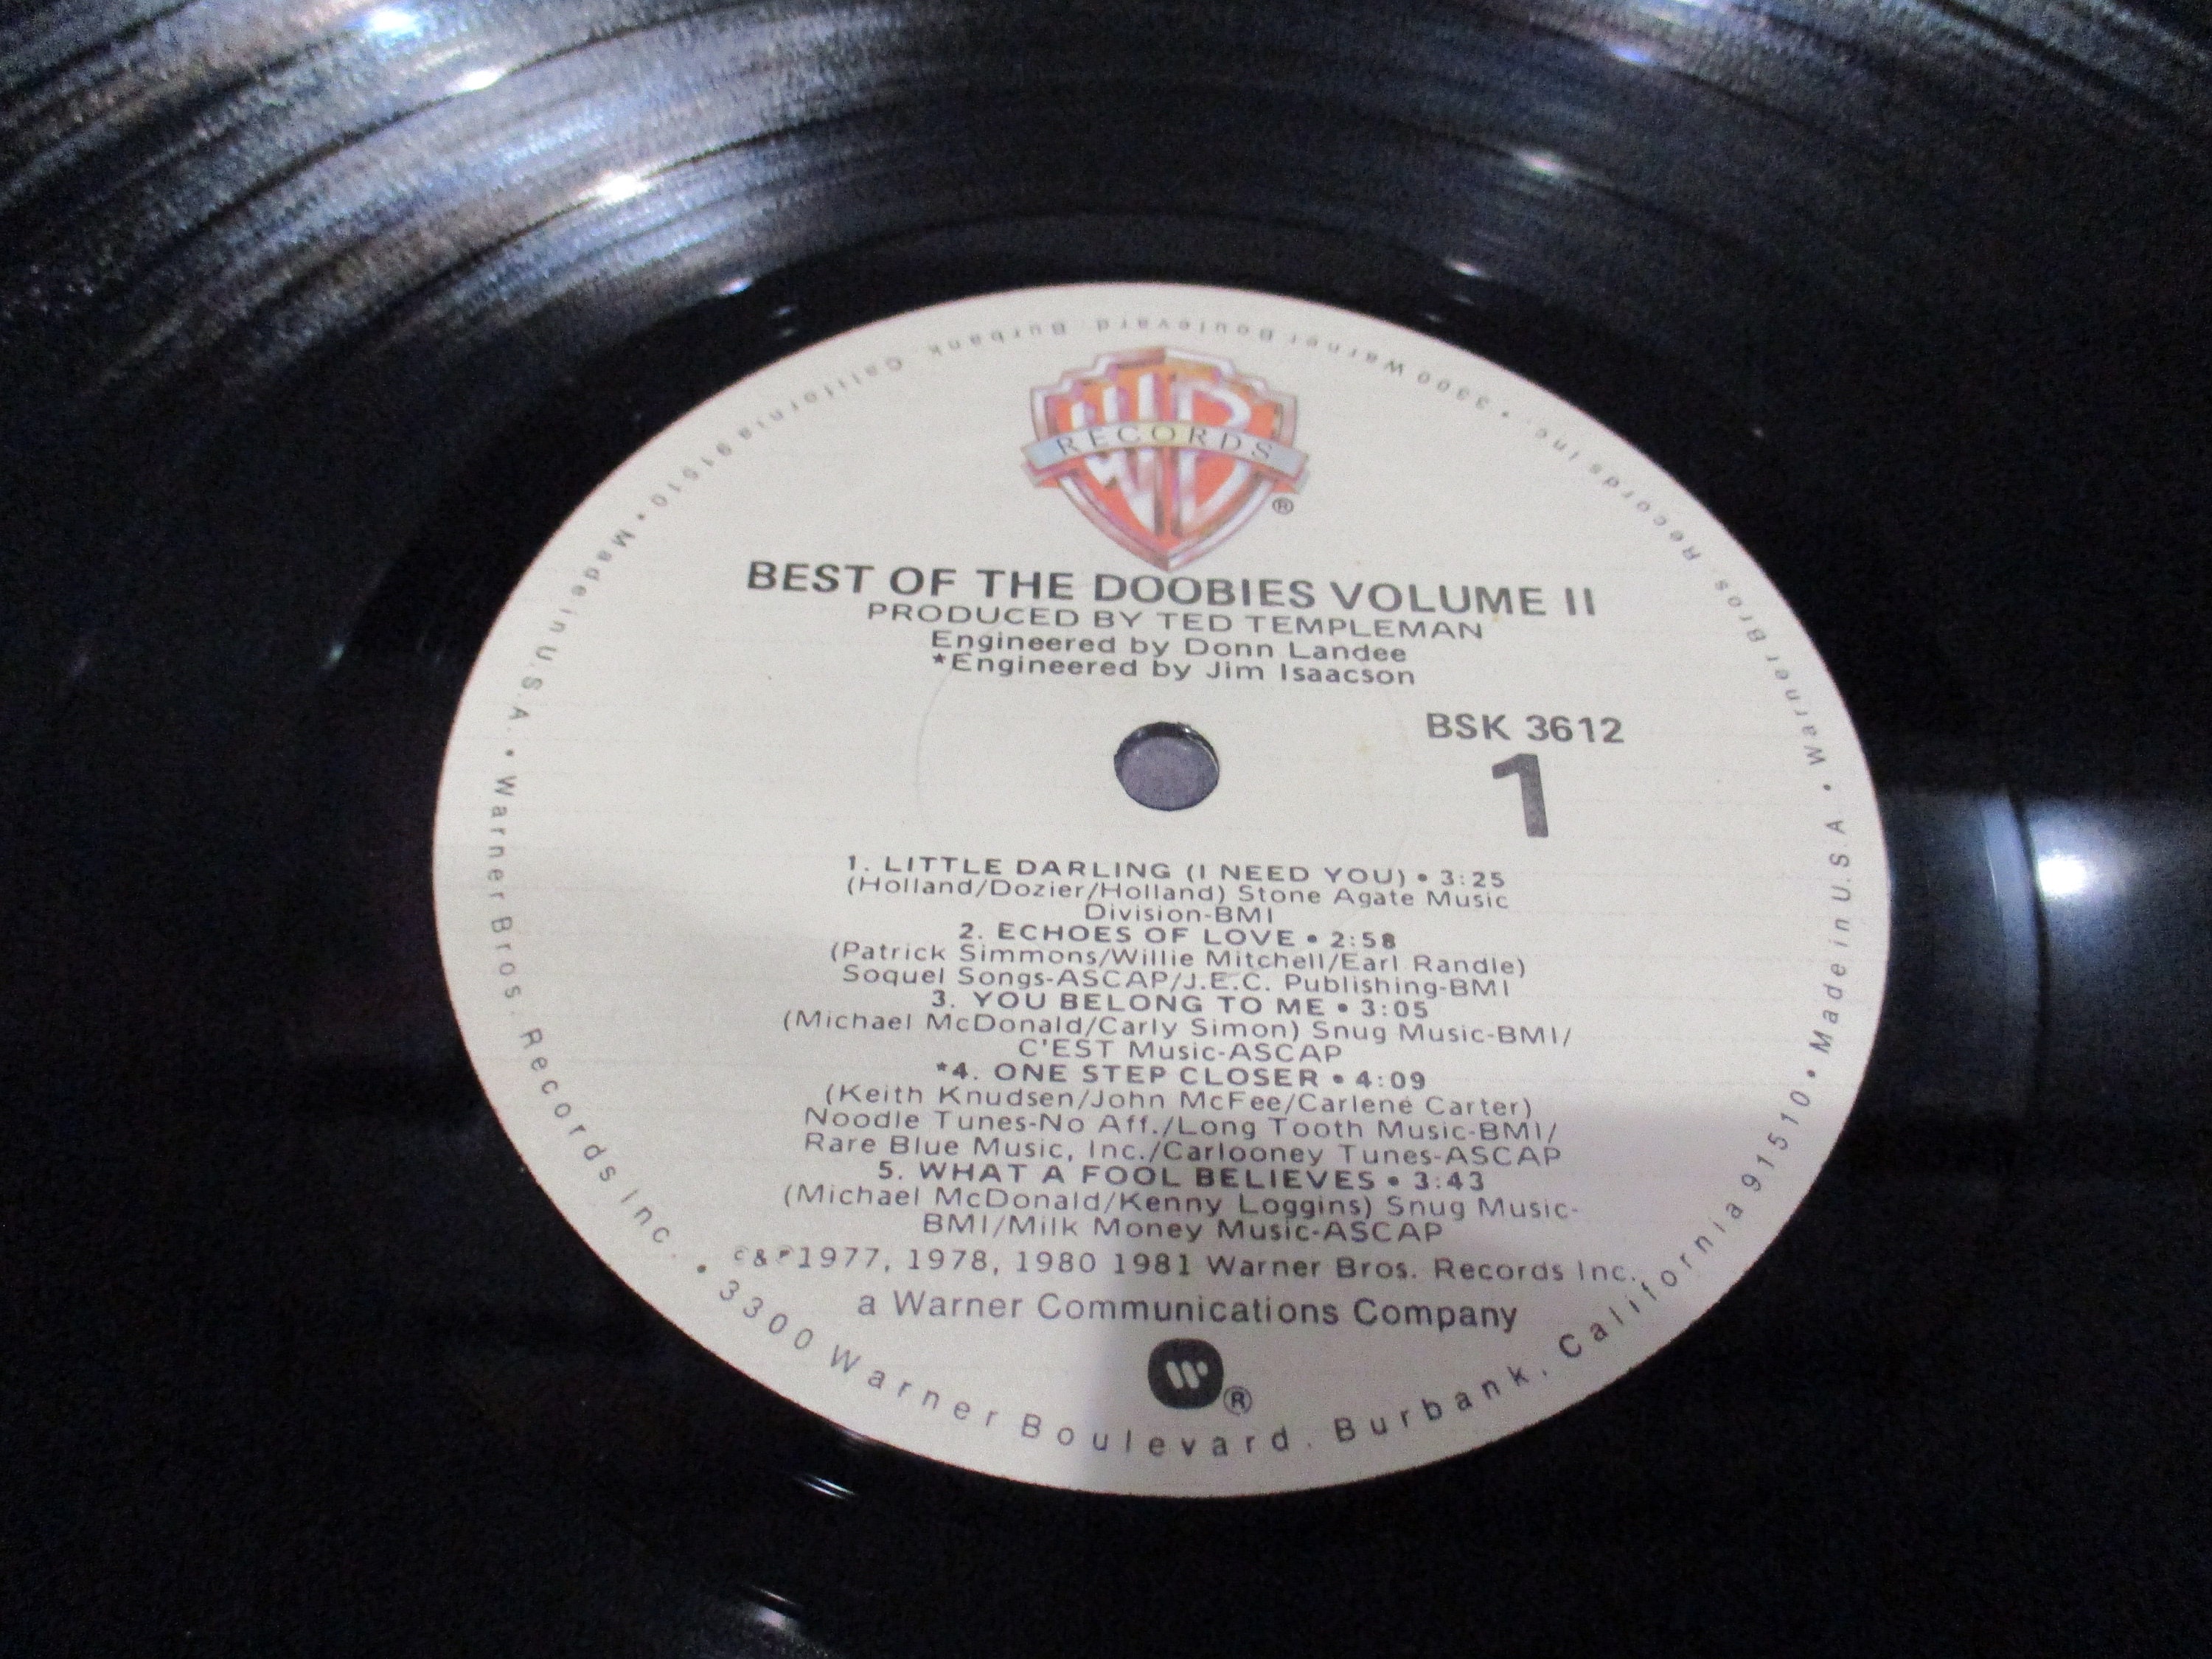 WB
RECORDS
®
BEST OF THE DOOBIES VOLUME II
PRODUCED BY TED TEMPLEMAN
Engineered by Donn Landee
*Engineered by Jim Isaacson
BSK 3612
1
1. LITTLE DARLING (I NEED YOU) • 3:25
(Holland/Dozier/Holland) Stone Agate Music
Division-BMI
2. ECHOES OF LOVE • 2:58
(Patrick Simmons/Willie Mitchell/Earl Randle)
Soquel Songs-ASCAP/J.E.C. Publishing-BMI
3. YOU BELONG TO ME • 3:05
(Michael McDonald/Carly Simon) Snug Music-BMI/
C'EST Music-ASCAP
*4. ONE STEP CLOSER • 4:09
(Keith Knudsen/John McFee/Carlene Carter)
Noodle Tunes-No Aff./Long Tooth Music-BMI/
Rare Blue Music, Inc./Carlooney Tunes-ASCAP
5. WHAT A FOOL BELIEVES • 3:43
(Michael McDonald/Kenny Loggins) Snug Music-
BMI/Milk Money Music-ASCAP
c&P1977, 1978, 1980 1981 Warner Bros. Records Inc.
a Warner Communications Company
®
• Warner Bros. Records Inc. • 3300 Warner Boulevard. Burbank, California 91510 • Made in U.S.A. • Warner Bros. Records Inc. • 3300 Warner Boulevard. Burbank, California 91510 • Made in U.S.A.